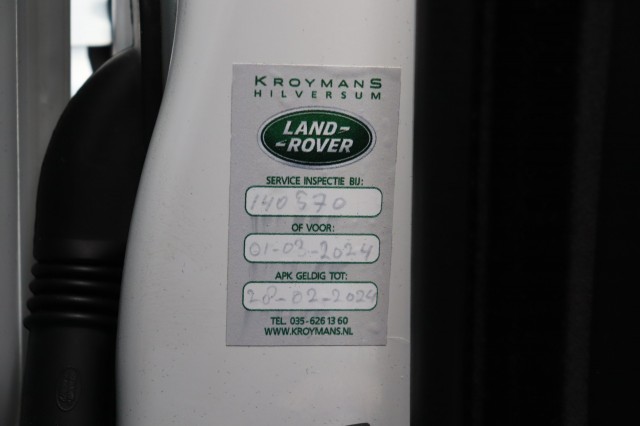 KROYMANS
HILVERSUM
LAND-
-ROVER
SERVICE INSPECTIE BIJ:
140570
OF VOOR:
01-03-2024
APK GELDIG TOT:
28-02-2024
TEL. 035-626 13 60
WWW.KROYMANS.NL